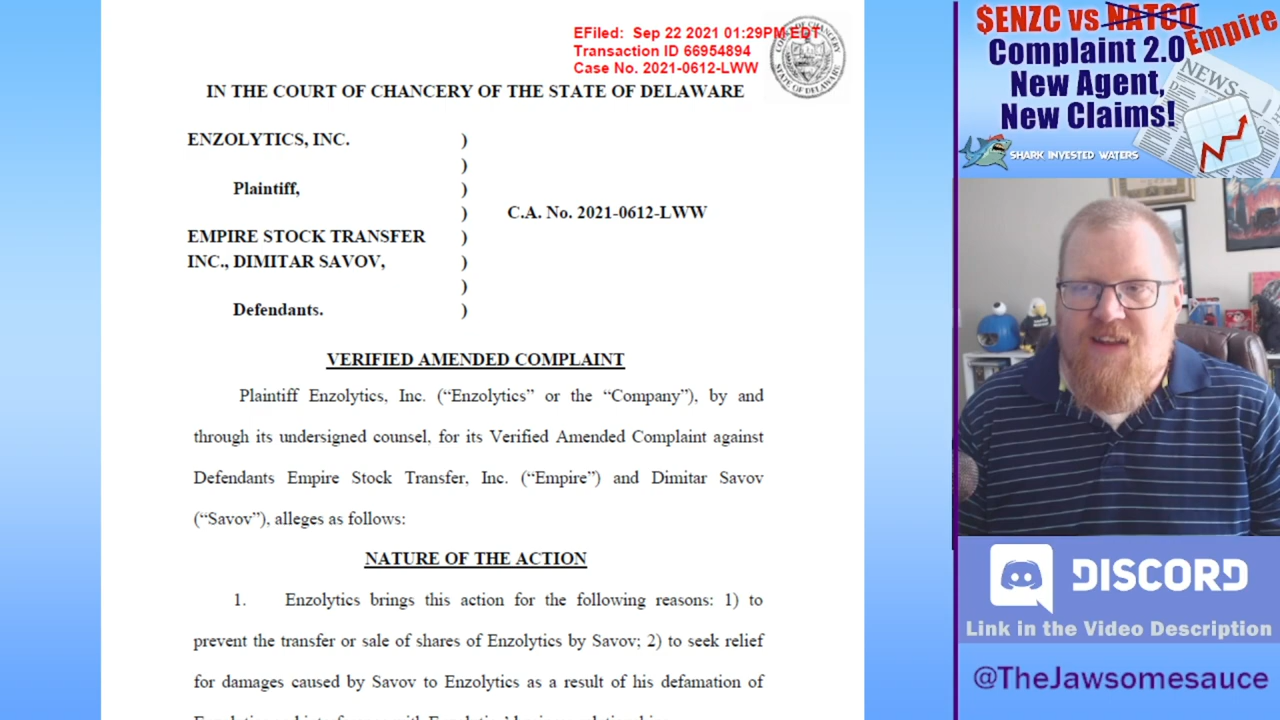 EFiled: Sep 22 2021 01:29PM EDT
Transaction ID 66954894
Case No. 2021-0612-LWW
IN THE COURT OF CHANCERY OF THE STATE OF DELAWARE
ENZOLYTICS, INC. )
)
Plaintiff, )
) C.A. No. 2021-0612-LWW
EMPIRE STOCK TRANSFER )
INC., DIMITAR SAVOV, )
)
Defendants. )
VERIFIED AMENDED COMPLAINT
Plaintiff Enzolytics, Inc. (“Enzolytics” or the “Company”), by and
through its undersigned counsel, for its Verified Amended Complaint against
Defendants Empire Stock Transfer, Inc. (“Empire”) and Dimitar Savov
(“Savov”), alleges as follows:
NATURE OF THE ACTION
1. Enzolytics brings this action for the following reasons: 1) to
prevent the transfer or sale of shares of Enzolytics by Savov; 2) to seek relief
for damages caused by Savov to Enzolytics as a result of his defamation of
$ENZC vs NATCO
Empire
Complaint 2.0
New Agent,
New Claims!
NEWS
SHARK INVESTED WATERS
DISCORD
Link in the Video Description
@TheJawsomesauce